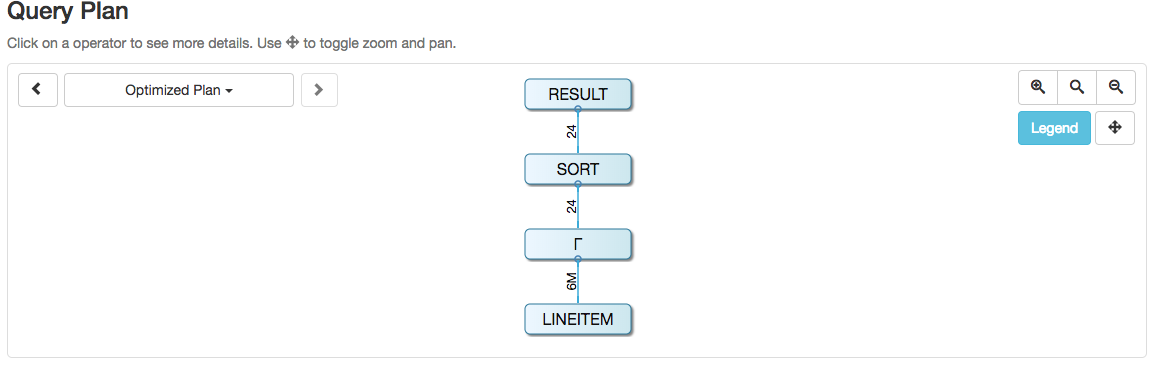 Query Plan
Click on a operator to see more details. Use to toggle zoom and pan.
Optimized Plan
RESULT
24
SORT
24
Γ
6M
LINEITEM
Legend